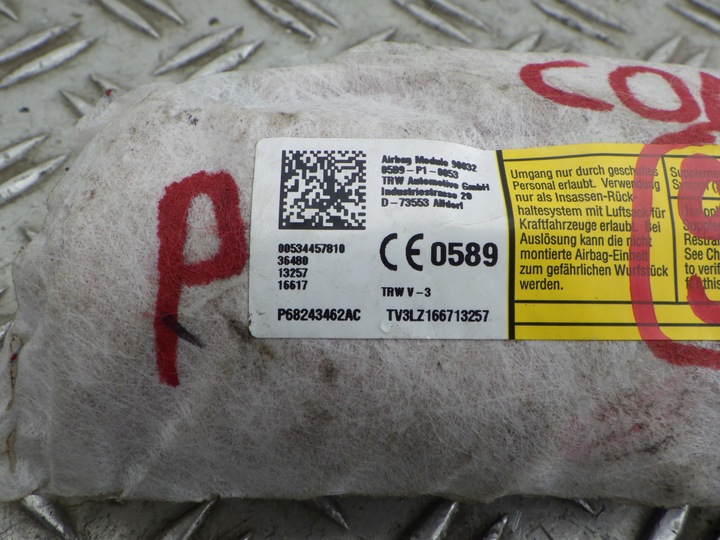 P
CO
Airbag Module 90032
0589-P1-0053
TRW Automotive GmbH
Industriestrasse 20
D-73553 Alfdorf
00534457810
36480
13257
16617
CE 0589
TRW V-3
P68243462AC
TV3LZ166713257
Umgang nur durch geschultes
Personal erlaubt. Verwendung
nur als Insassen-Rück-
haltesystem mit Luftsack für
Kraftfahrzeuge erlaubt. Bei
Auslösung kann die nicht
montierte Airbag-Einheit
zum gefährlichen Wurfstück
werden.
See